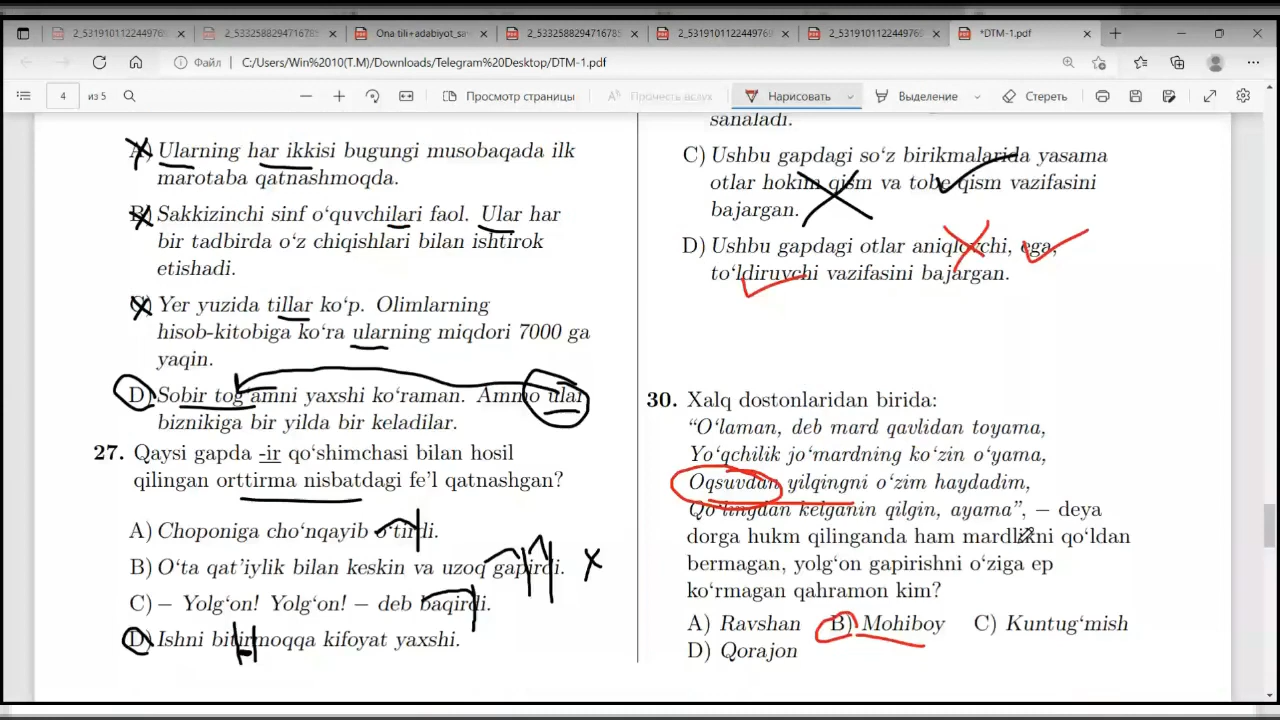 2_5319101122449765
2_5332588294716785
Ona tili+adabiyot_sav
2_5332588294716785
2_5319101122449765
2_5319101122449765
*DTM-1.pdf
Файл
C:/Users/Win%2010(T.M)/Downloads/Telegram%20Desktop/DTM-1.pdf
4 из 5
Просмотр страницы
Прочесть вслух
Нарисовать
Выделение
Стереть
A) Ularning har ikkisi bugungi musobaqada ilk
marotaba qatnashmoqda.
B) Sakkizinchi sinf o‘quvchilari faol. Ular har
bir tadbirda o‘z chiqishlari bilan ishtirok
etishadi.
C) Yer yuzida tillar ko‘p. Olimlarning
hisob-kitobiga ko‘ra ularning miqdori 7000 ga
yaqin.
D) Sobir tog‘amni yaxshi ko‘raman. Ammo ular
biznikiga bir yilda bir keladilar.
27. Qaysi gapda -ir qo‘shimchasi bilan hosil
qilingan orttirma nisbatdagi fe’l qatnashgan?
A) Choponiga cho‘nqayib o‘tirdi.
B) O‘ta qat’iylik bilan keskin va uzoq gapirdi.
C) – Yolg‘on! Yolg‘on! – deb baqirdi.
D) Ishni bitirmoqqa kifoyat yaxshi.
sanaladi.
C) Ushbu gapdagi so‘z birikmalarida yasama
otlar hokim qism va tobe qism vazifasini
bajargan.
D) Ushbu gapdagi otlar aniqlovchi, ega,
to‘ldiruvchi vazifasini bajargan.
30. Xalq dostonlaridan birida:
“O‘laman, deb mard qavlidan toyama,
Yo‘qchilik jo‘mardning ko‘zin o‘yama,
Oqsuvdan yilqingni o‘zim haydadim,
Qo‘lingdan kelganin qilgin, ayama”, – deya
dorga hukm qilinganda ham mardlikni qo‘ldan
bermagan, yolg‘on gapirishni o‘ziga ep
ko‘rmagan qahramon kim?
A) Ravshan B) Mohiboy C) Kuntug‘mish
D) Qorajon